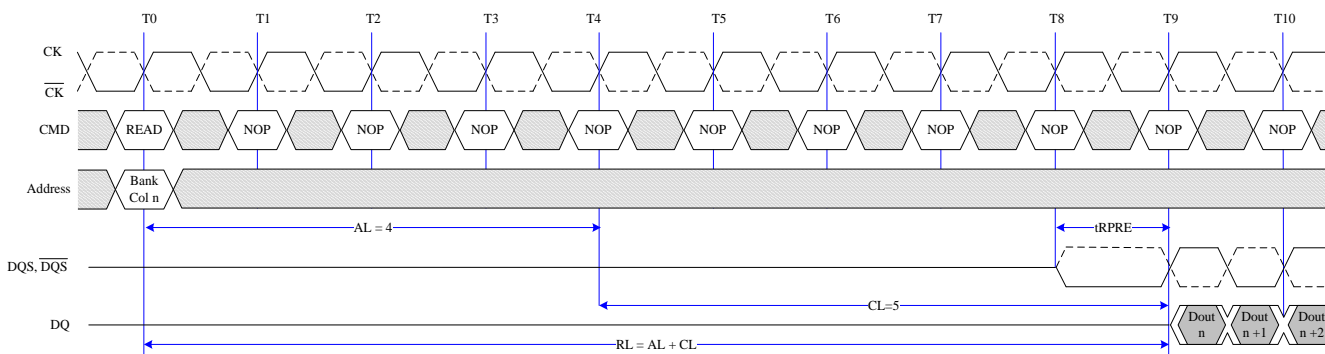 T0 T1 T2 T3 T4 T5 T6 T7 T8 T9 T10
CK
CK
CMD READ NOP NOP NOP NOP NOP NOP NOP NOP NOP NOP
Address Bank
Col n
AL = 4 tRPRE
DQS, DQS
CL=5
DQ Dout Dout Dout
n n +1 n +2
RL = AL + CL